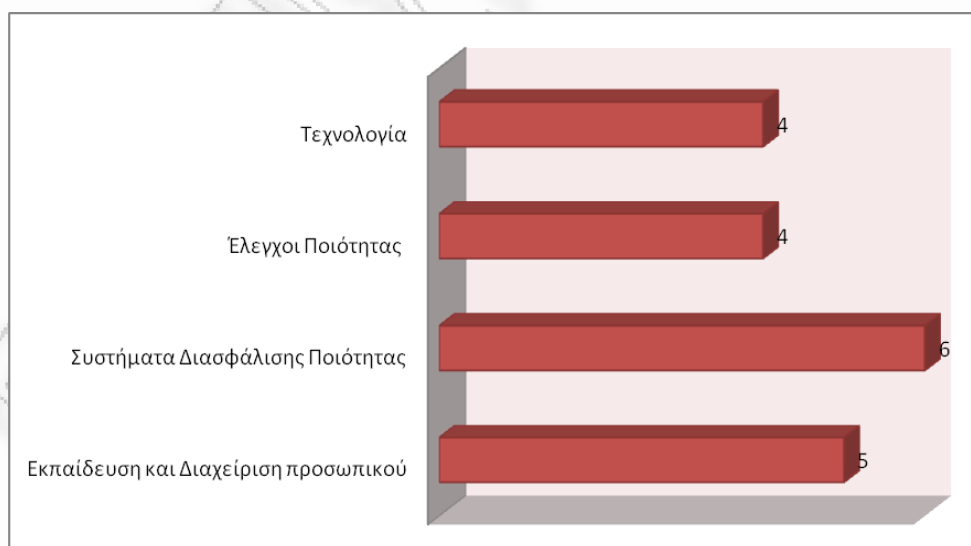 Τεχνολογία
4
Έλεγχοι Ποιότητας
4
Συστήματα Διασφάλισης Ποιότητας
6
Εκπαίδευση και Διαχείριση προσωπικού
5